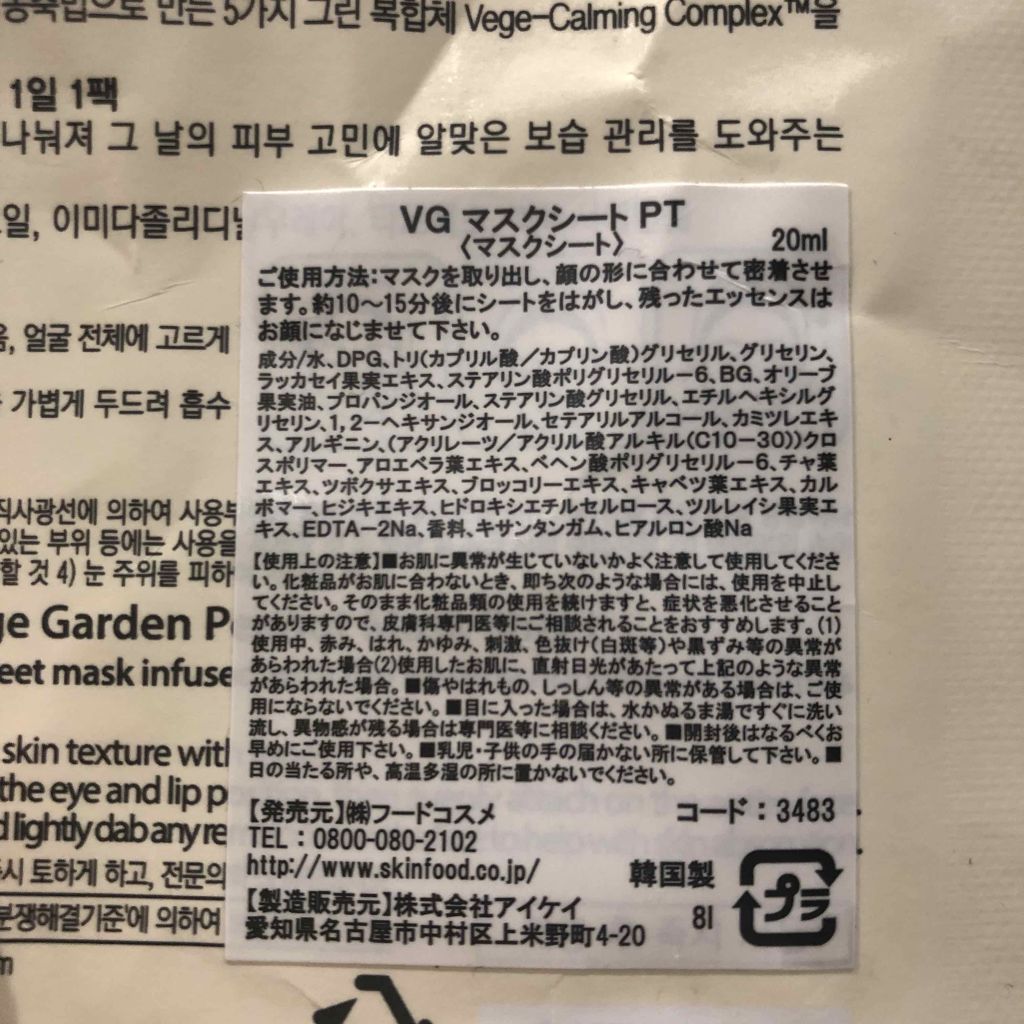 농축법으로 만든 5가지 그린 복합체 Vege-Calming Complex™을
1일 1팩
나눠져 그 날의 피부 고민에 알맞은 보습 관리를 도와주는
일, 이미다졸리디닐
VG マスクシート PT
〈マスクシート〉
20ml
ご使用方法:マスクを取り出し、顔の形に合わせて密着させ
ます。約10〜15分後にシートをはがし、残ったエッセンスは
お顔になじませて下さい。
成分/水、DPG、トリ(カプリル酸/カプリン酸)グリセリル、グリセリン、
ラッカセイ果実エキス、ステアリン酸ポリグリセリル-6、BG、オリーブ
果実油、プロパンジオール、ステアリン酸グリセリル、エチルヘキシルグ
リセリン、1,2-ヘキサンジオール、セテアリルアルコール、カミツレエキ
ス、アルギニン、(アクリレーツ/アクリル酸アルキル(C10-30))クロ
スポリマー、アロエベラ葉エキス、ベヘン酸ポリグリセリル-6、チャ葉
エキス、ツボクサエキス、ブロッコリーエキス、キャベツ葉エキス、カル
ボマー、ヒジキエキス、ヒドロキシエチルセルロース、ツルレイシ果実エ
キス、EDTA-2Na、香料、キサンタンガム、ヒアルロン酸Na
【使用上の注意】■お肌に異常が生じていないかよく注意して使用してくださ
い。化粧品がお肌に合わないとき、即ち次のような場合には、使用を中止し
てください。そのまま化粧品類の使用を続けますと、症状を悪化させること
がありますので、皮膚科専門医等にご相談されることをおすすめします。(1)
使用中、赤み、はれ、かゆみ、刺激、色抜け(白斑等)や黒ずみ等の異常
があらわれた場合(2)使用したお肌に、直射日光があたって上記のような異常
があらわれた場合。■傷やはれもの、しっしん等の異常がある場合は、ご使
用にならないでください。■目に入った場合は、水かぬるま湯ですぐに洗い
流し、異物感が残る場合は専門医等に相談ください。■開封後はなるべくお
早めにご使用下さい。■乳児・子供の手の届かない所に保管して下さい。■
日の当たる所や、高温多湿の所に置かないでください。
【発売元】㈱フードコスメ
コード:3483
TEL:0800-080-2102
http://www.skinfood.co.jp/
韓国製
【製造販売元】株式会社アイケイ
8I
プラ
愛知県名古屋市中村区上米野町4-20
음, 얼굴 전체에 고르게
가볍게 두드려 흡수
직사광선에 의하여 사용부
있는 부위 등에는 사용을
할 것 4) 눈 주위를 피하
ge Garden P
eet mask infuse
skin texture with
the eye and lip p
d lightly dab any re
시 토하게 하고, 전문의
분쟁해결기준'에 의하여
m